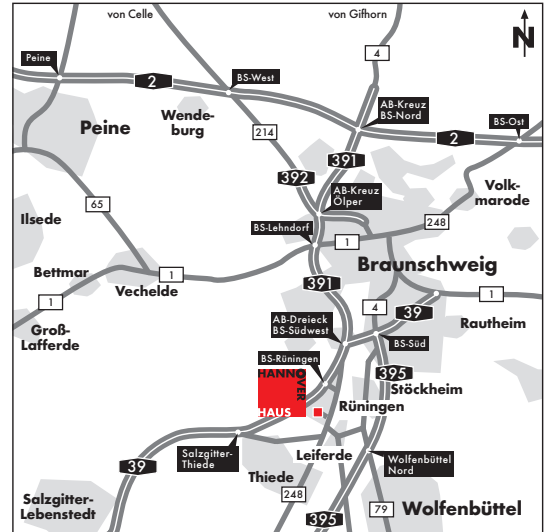 von Celle
von Gifhorn
N
4
Peine
2
BS-West
AB-Kreuz
BS-Nord
BS-Ost
2
Peine
Wende-
burg
214
391
392
AB-Kreuz
Ölper
Volk-
marode
65
248
Ilsede
BS-Lehndorf
1
Braunschweig
Bettmar
1
391
1
Vechelde
4
39
1
Groß-
Lafferde
AB-Dreieck
BS-Südwest
Rautheim
BS-Süd
BS-Rüningen
HANN
OVER
HAUS
395
Stöckheim
Rüningen
Salzgitter-
Thiede
Leiferde
Wolfenbüttel
Nord
39
Thiede
248
Salzgitter-
Lebenstedt
395
79
Wolfenbüttel